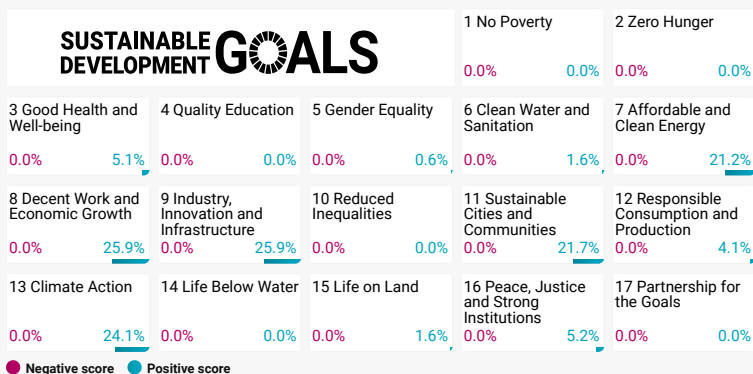 SUSTAINABLE
DEVELOPMENT
GOALS
1 No Poverty
0.0% 0.0%
2 Zero Hunger
0.0% 0.0%
3 Good Health and
Well-being
0.0% 5.1%
4 Quality Education
0.0% 0.0%
5 Gender Equality
0.0% 0.6%
6 Clean Water and
Sanitation
0.0% 1.6%
7 Affordable and
Clean Energy
0.0% 21.2%
8 Decent Work and
Economic Growth
0.0% 25.9%
9 Industry,
Innovation and
Infrastructure
0.0% 25.9%
10 Reduced
Inequalities
0.0% 0.0%
11 Sustainable
Cities and
Communities
0.0% 21.7%
12 Responsible
Consumption and
Production
0.0% 4.1%
13 Climate Action
0.0% 24.1%
14 Life Below Water
0.0% 0.0%
15 Life on Land
0.0% 1.6%
16 Peace, Justice
and Strong
Institutions
0.0% 5.2%
17 Partnership for
the Goals
0.0% 0.0%
Negative score Positive score